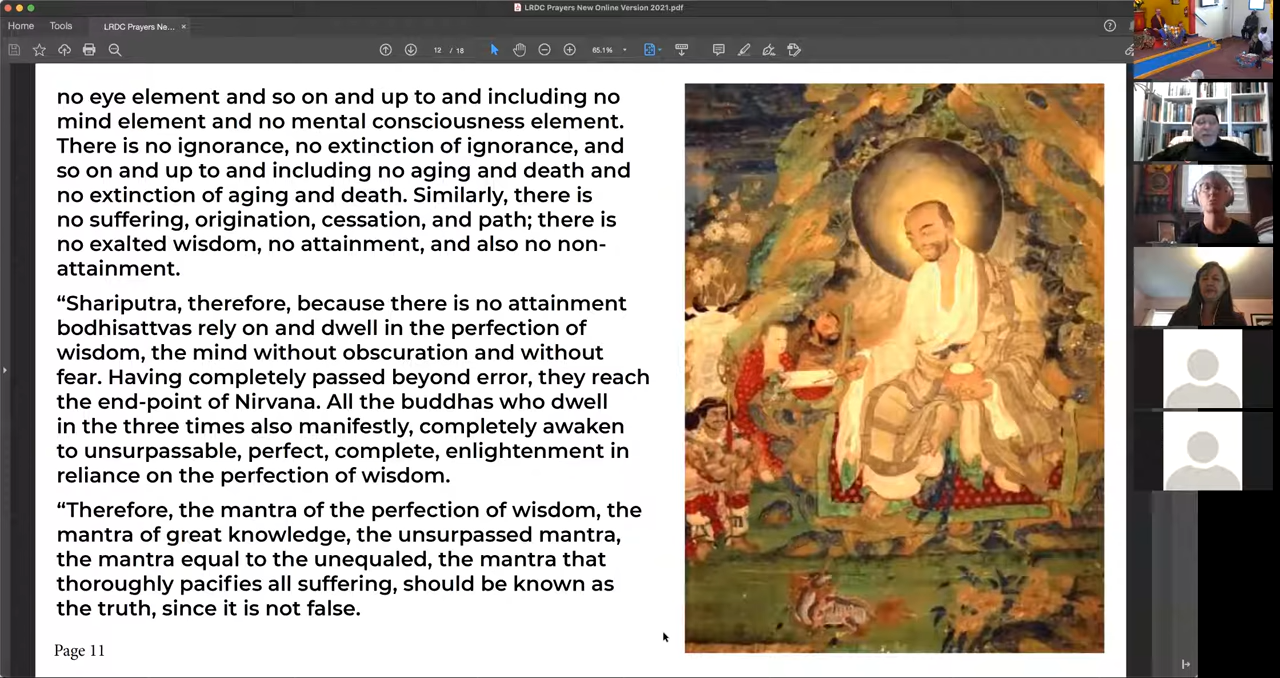 LRDC Prayers New Online Version 2021.pdf
Home Tools LRDC Prayers Ne... ×
12 / 18 65.1%
no eye element and so on and up to and including no
mind element and no mental consciousness element.
There is no ignorance, no extinction of ignorance, and
so on and up to and including no aging and death and
no extinction of aging and death. Similarly, there is
no suffering, origination, cessation, and path; there is
no exalted wisdom, no attainment, and also no non-
attainment.
“Shariputra, therefore, because there is no attainment
bodhisattvas rely on and dwell in the perfection of
wisdom, the mind without obscuration and without
fear. Having completely passed beyond error, they reach
the end-point of Nirvana. All the buddhas who dwell
in the three times also manifestly, completely awaken
to unsurpassable, perfect, complete, enlightenment in
reliance on the perfection of wisdom.
“Therefore, the mantra of the perfection of wisdom, the
mantra of great knowledge, the unsurpassed mantra,
the mantra equal to the unequaled, the mantra that
thoroughly pacifies all suffering, should be known as
the truth, since it is not false.
Page 11